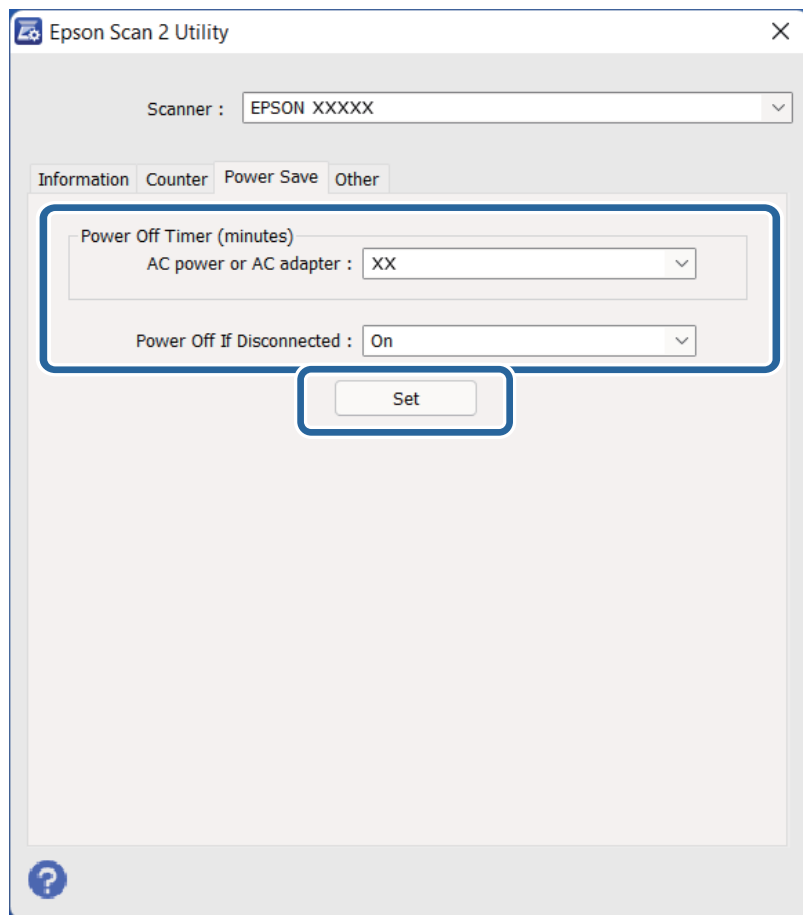 Epson Scan 2 Utility
Scanner : EPSON XXXXX
Information Counter Power Save Other
Power Off Timer (minutes)
AC power or AC adapter : XX
Power Off If Disconnected : On
Set
?